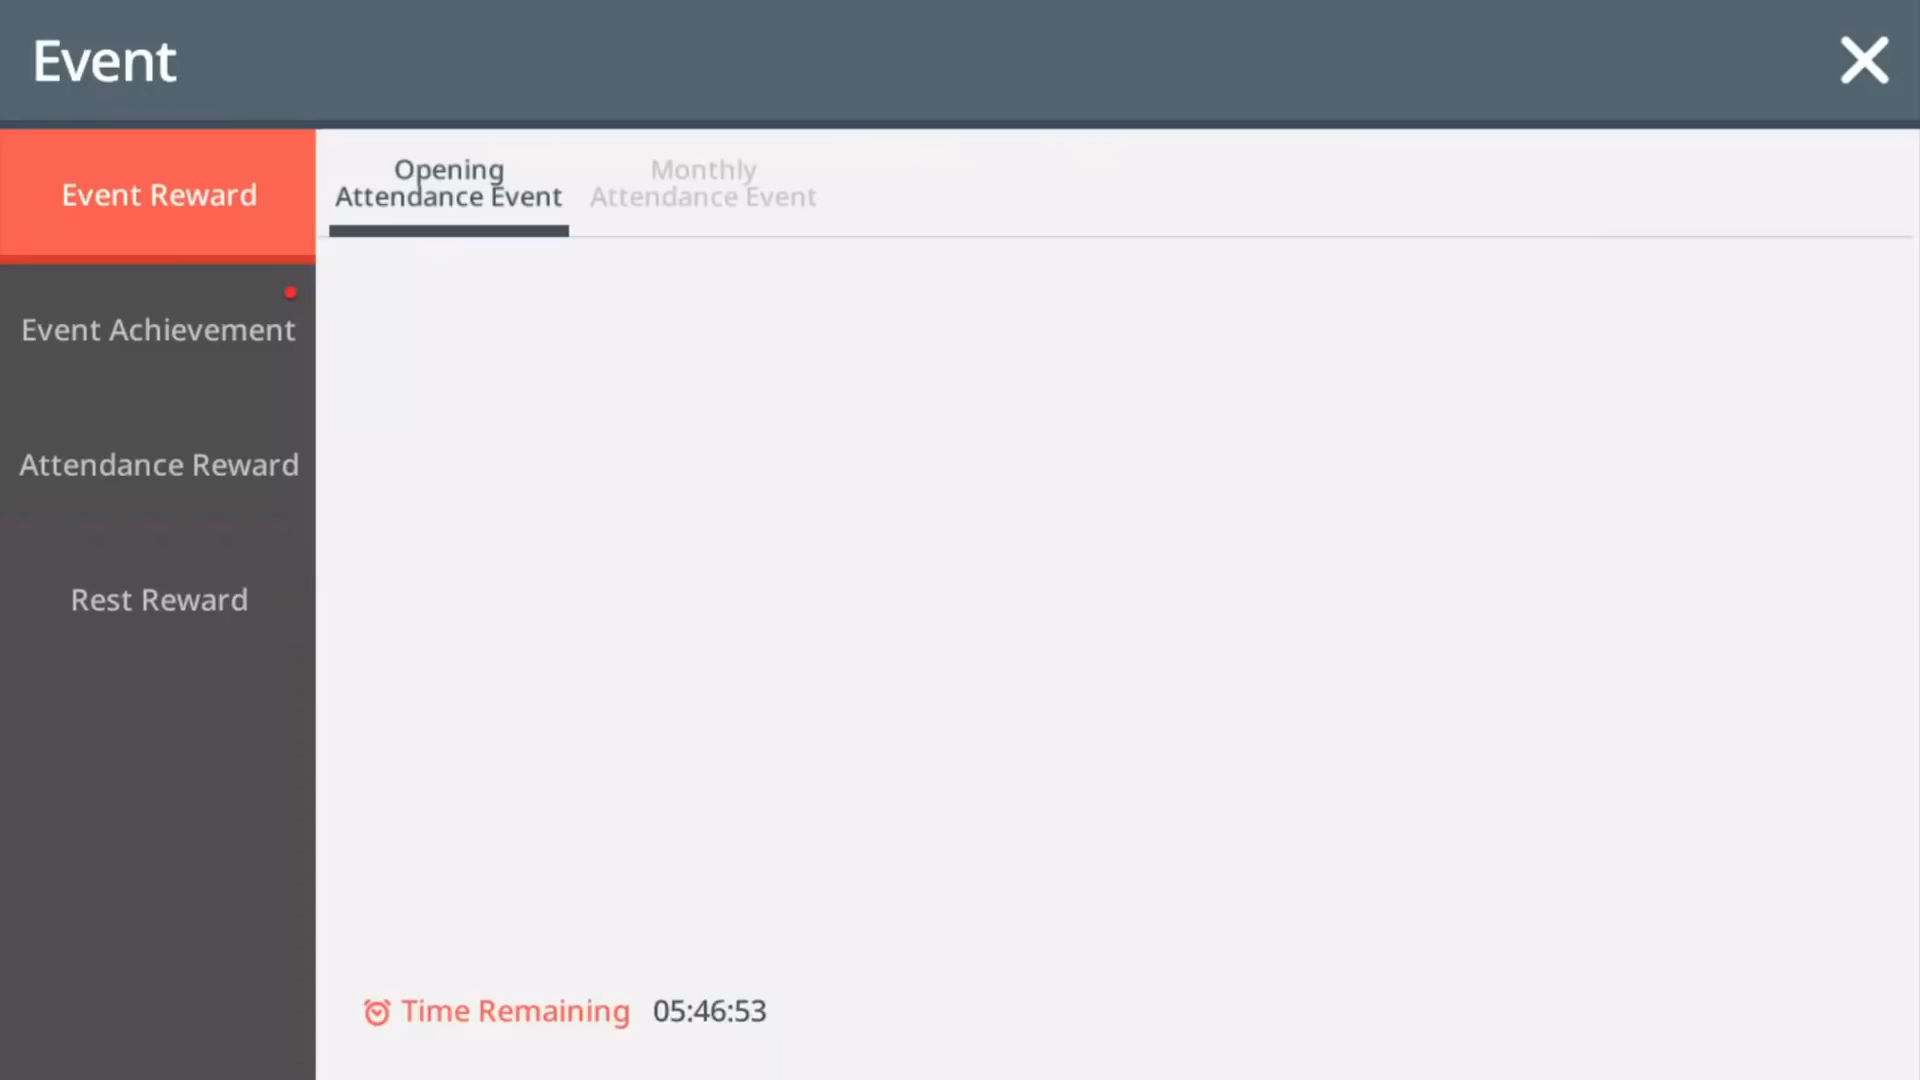 Event
Event Reward
Event Achievement
Attendance Reward
Rest Reward
Opening
Attendance Event
Monthly
Attendance Event
Time Remaining 05:46:53